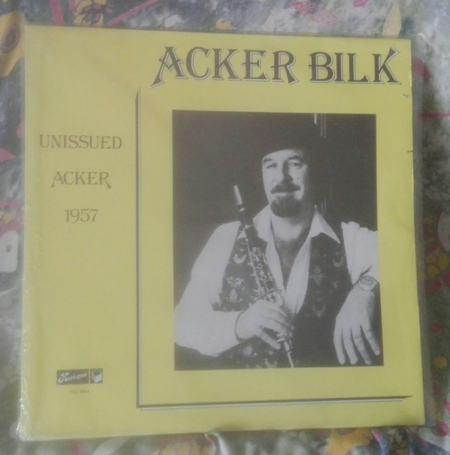 ACKER BILK
UNISSUED
ACKER
1957